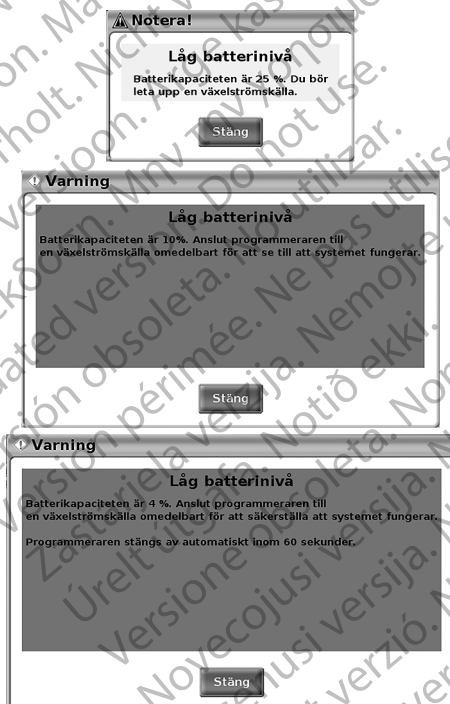 Notera!
Låg batterinivå
Batterikapaciteten är 25 %. Du bör
leta upp en växelströmskälla.
Stäng
Varning
Låg batterinivå
Batterikapaciteten är 10%. Anslut programmeraren till
en växelströmskälla omedelbart för att se till att systemet fungerar.
Stäng
Varning
Låg batterinivå
Batterikapaciteten är 4 %. Anslut programmeraren till
en växelströmskälla omedelbart för att säkerställa att systemet fungerar.
Programmeraren stängs av automatiskt inom 60 sekunder.
Stäng